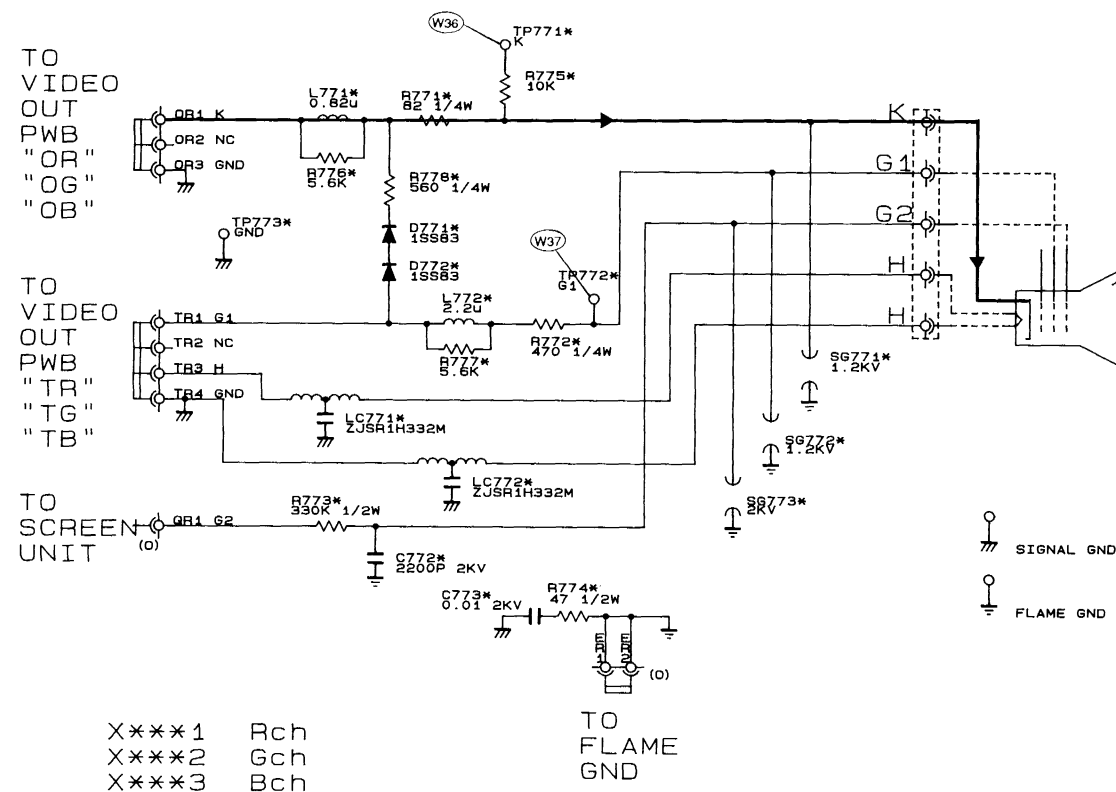 W36
TP771*
K
TO
VIDEO
OUT
PWB
"OR"
"OG"
"OB"
R775*
10K
L771*
0.82u
R771*
82 1/4W
OR1 K
OR2 NC
OR3 GND
R776*
5.6K
R778*
560 1/4W
K
G1
G2
H
H
TP773*
GND
D771*
1SS83
D772*
1SS83
W37
TP772*
G1
TO
VIDEO
OUT
PWB
"TR"
"TG"
"TB"
TR1 G1
TR2 NC
TR3 H
TR4 GND
L772*
2.2u
R772*
470 1/4W
R777*
5.6K
SG771*
1.2KV
LC771*
ZJSR1H332M
SG772*
1.2KV
LC772*
ZJSR1H332M
SG773*
2KV
TO
SCREEN
UNIT
(O)
QR1 G2
R773*
330K 1/2W
C772*
2200P 2KV
SIGNAL GND
FLAME GND
C773*
0.01 2KV
R774*
47 1/2W
ER1
ER2
(O)
TO
FLAME
GND
X***1 Rch
X***2 Gch
X***3 Bch